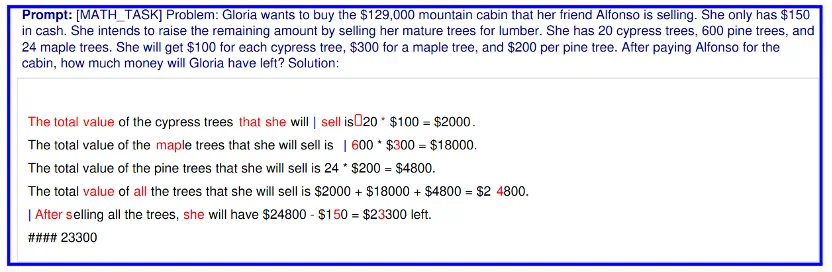 Prompt: [MATH_TASK] Problem: Gloria wants to buy the $129,000 mountain cabin that her friend Alfonso is selling. She only has $150
in cash. She intends to raise the remaining amount by selling her mature trees for lumber. She has 20 cypress trees, 600 pine trees, and
24 maple trees. She will get $100 for each cypress tree, $300 for a maple tree, and $200 per pine tree. After paying Alfonso for the
cabin, how much money will Gloria have left? Solution:
The total value of the cypress trees that she will | sell is▯20 * $100 = $2000.
The total value of the maple trees that she will sell is | 600 * $300 = $18000.
The total value of the pine trees that she will sell is 24 * $200 = $4800.
The total value of all the trees that she will sell is $2000 + $18000 + $4800 = $2 4800.
| After selling all the trees, she will have $24800 - $150 = $23300 left.
#### 23300